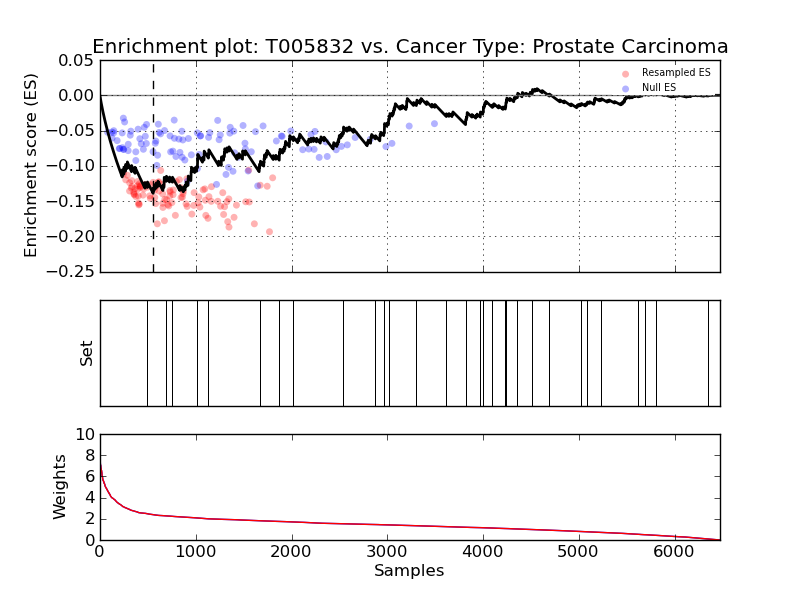 Enrichment plot: T005832 vs. Cancer Type: Prostate Carcinoma
0.05
0.00
−0.05
−0.10
−0.15
−0.20
−0.25
Enrichment score (ES)
Resampled ES
Null ES
Set
10
8
6
4
2
0
Weights
0 1000 2000 3000 4000 5000 6000
Samples